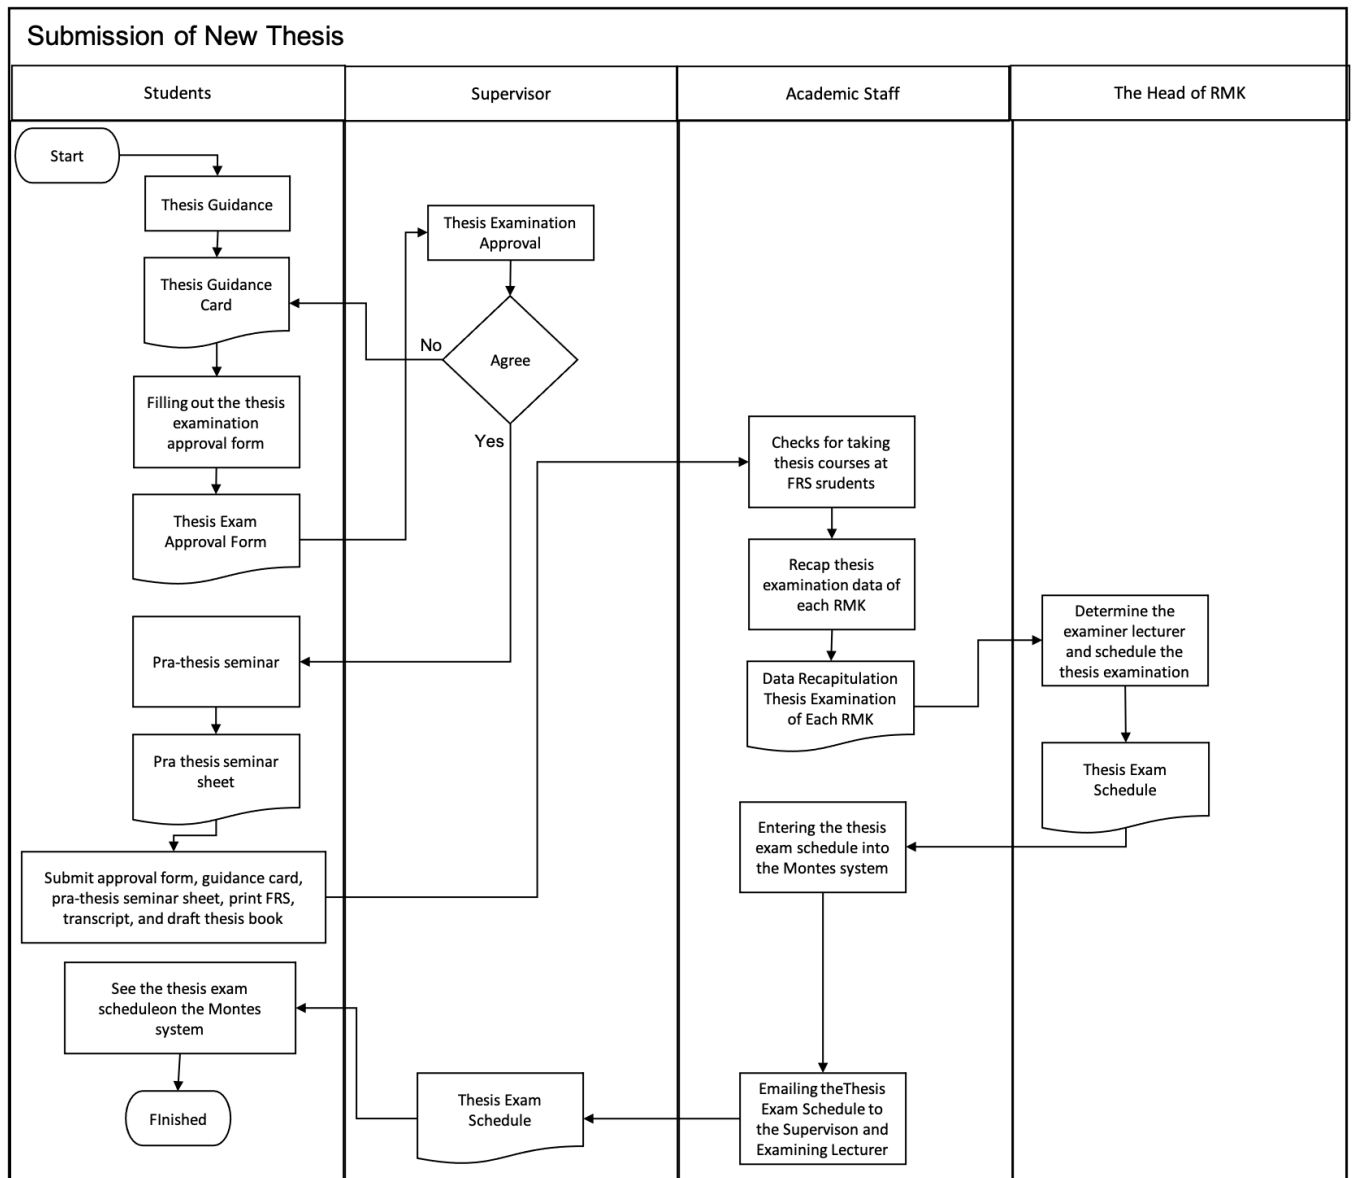 Submission of New Thesis
Students
Supervisor
Academic Staff
The Head of RMK
Start
Thesis Guidance
Thesis Guidance
Card
Filling out the thesis
examination
approval form
Thesis Exam
Approval Form
Pra-thesis seminar
Pra thesis seminar
sheet
Submit approval form, guidance card,
pra-thesis seminar sheet, print FRS,
transcript, and draft thesis book
See the thesis exam
scheduleon the Montes
system
FInished
Thesis Examination
Approval
Agree
No
Yes
Thesis Exam
Schedule
Checks for taking
thesis courses at
FRS srudents
Recap thesis
examination data of
each RMK
Data Recapitulation
Thesis Examination
of Each RMK
Entering the thesis
exam schedule into
the Montes system
Emailing theThesis
Exam Schedule to
the Supervison and
Examining Lecturer
Determine the
examiner lecturer
and schedule the
thesis examination
Thesis Exam
Schedule